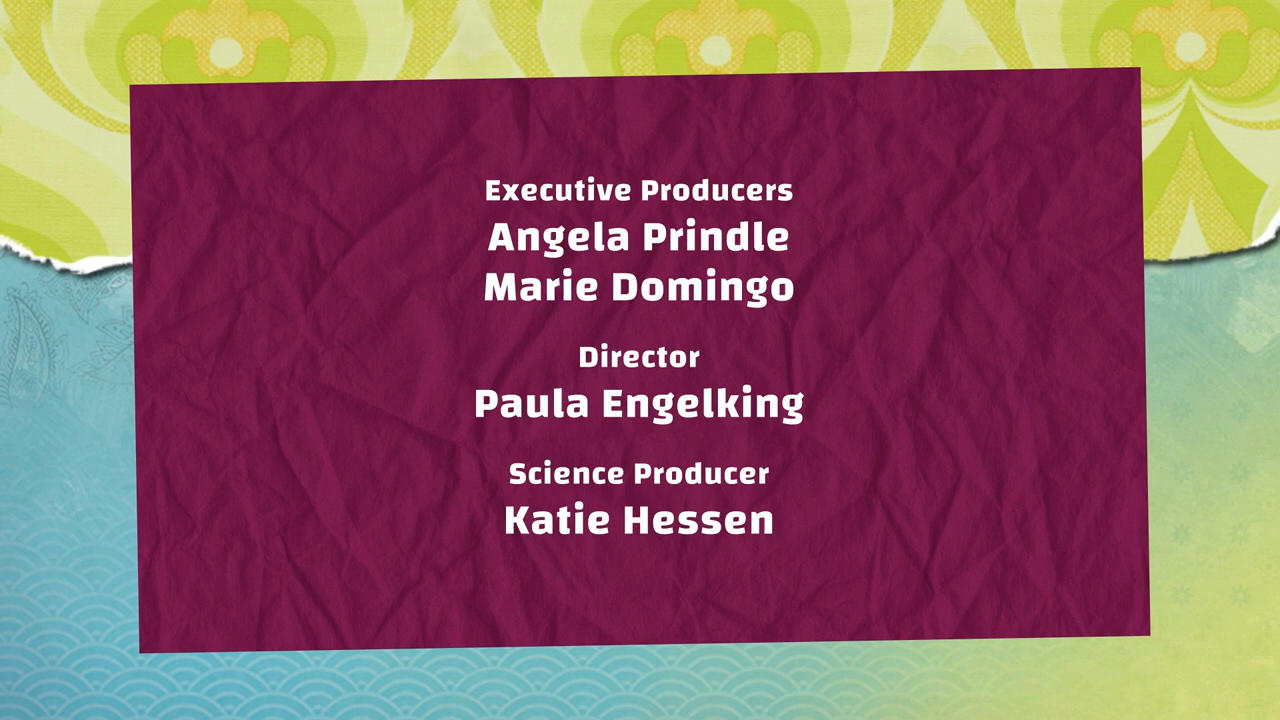 Executive Producers
Angela Prindle
Marie Domingo
Director
Paula Engelking
Science Producer
Katie Hessen